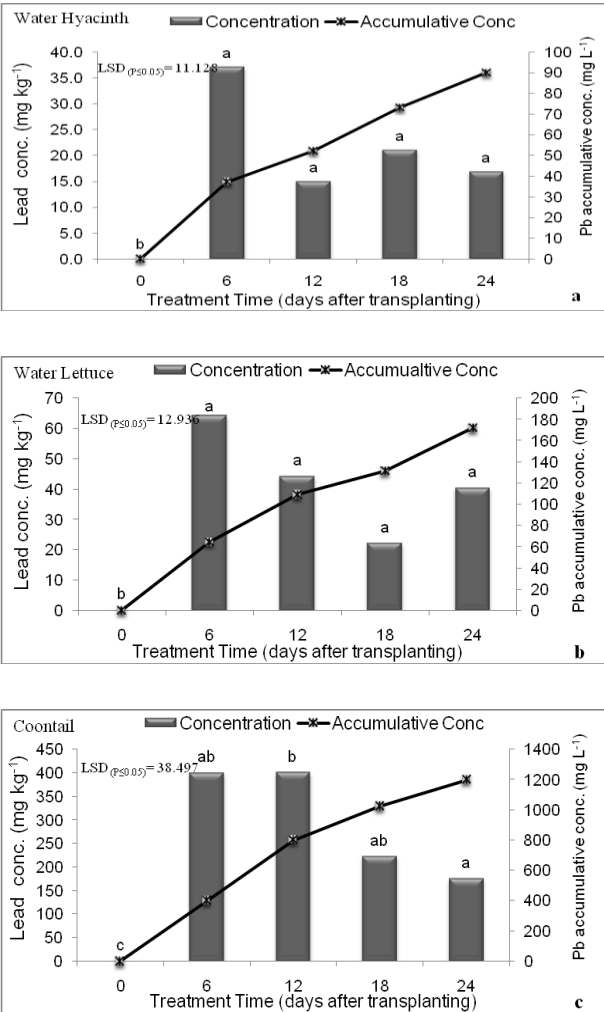 Water Hyacinth
Concentration Accumulative Conc
LSD (P≤0.05)= 11.128
Lead conc. (mg kg⁻¹)
40.0
35.0
30.0
25.0
20.0
15.0
10.0
5.0
0.0
b
a
a
a
a
100
90
80
70
60
50
40
30
20
10
0
Pb accumulative conc. (mg L⁻¹)
0 6 12 18 24
Treatment Time (days after transplanting)
a
Water Lettuce
Concentration Accumualtive Conc
LSD (P≤0.05)= 12.936
Lead conc. (mg kg⁻¹)
70
60
50
40
30
20
10
0
b
a
a
a
a
200
180
160
140
120
100
80
60
40
20
0
Pb accumulative conc. (mg L⁻¹)
0 6 12 18 24
Treatment Time (days after transplanting)
b
Coontail
Concentration Accumulative Conc
LSD (P≤0.05)= 38.497
Lead conc. (mg kg⁻¹)
450
400
350
300
250
200
150
100
50
0
c
ab
b
ab
a
1400
1200
1000
800
600
400
200
0
Pb accumulative conc. (mg L⁻¹)
0 6 12 18 24
Treatment Time (days after transplanting)
c